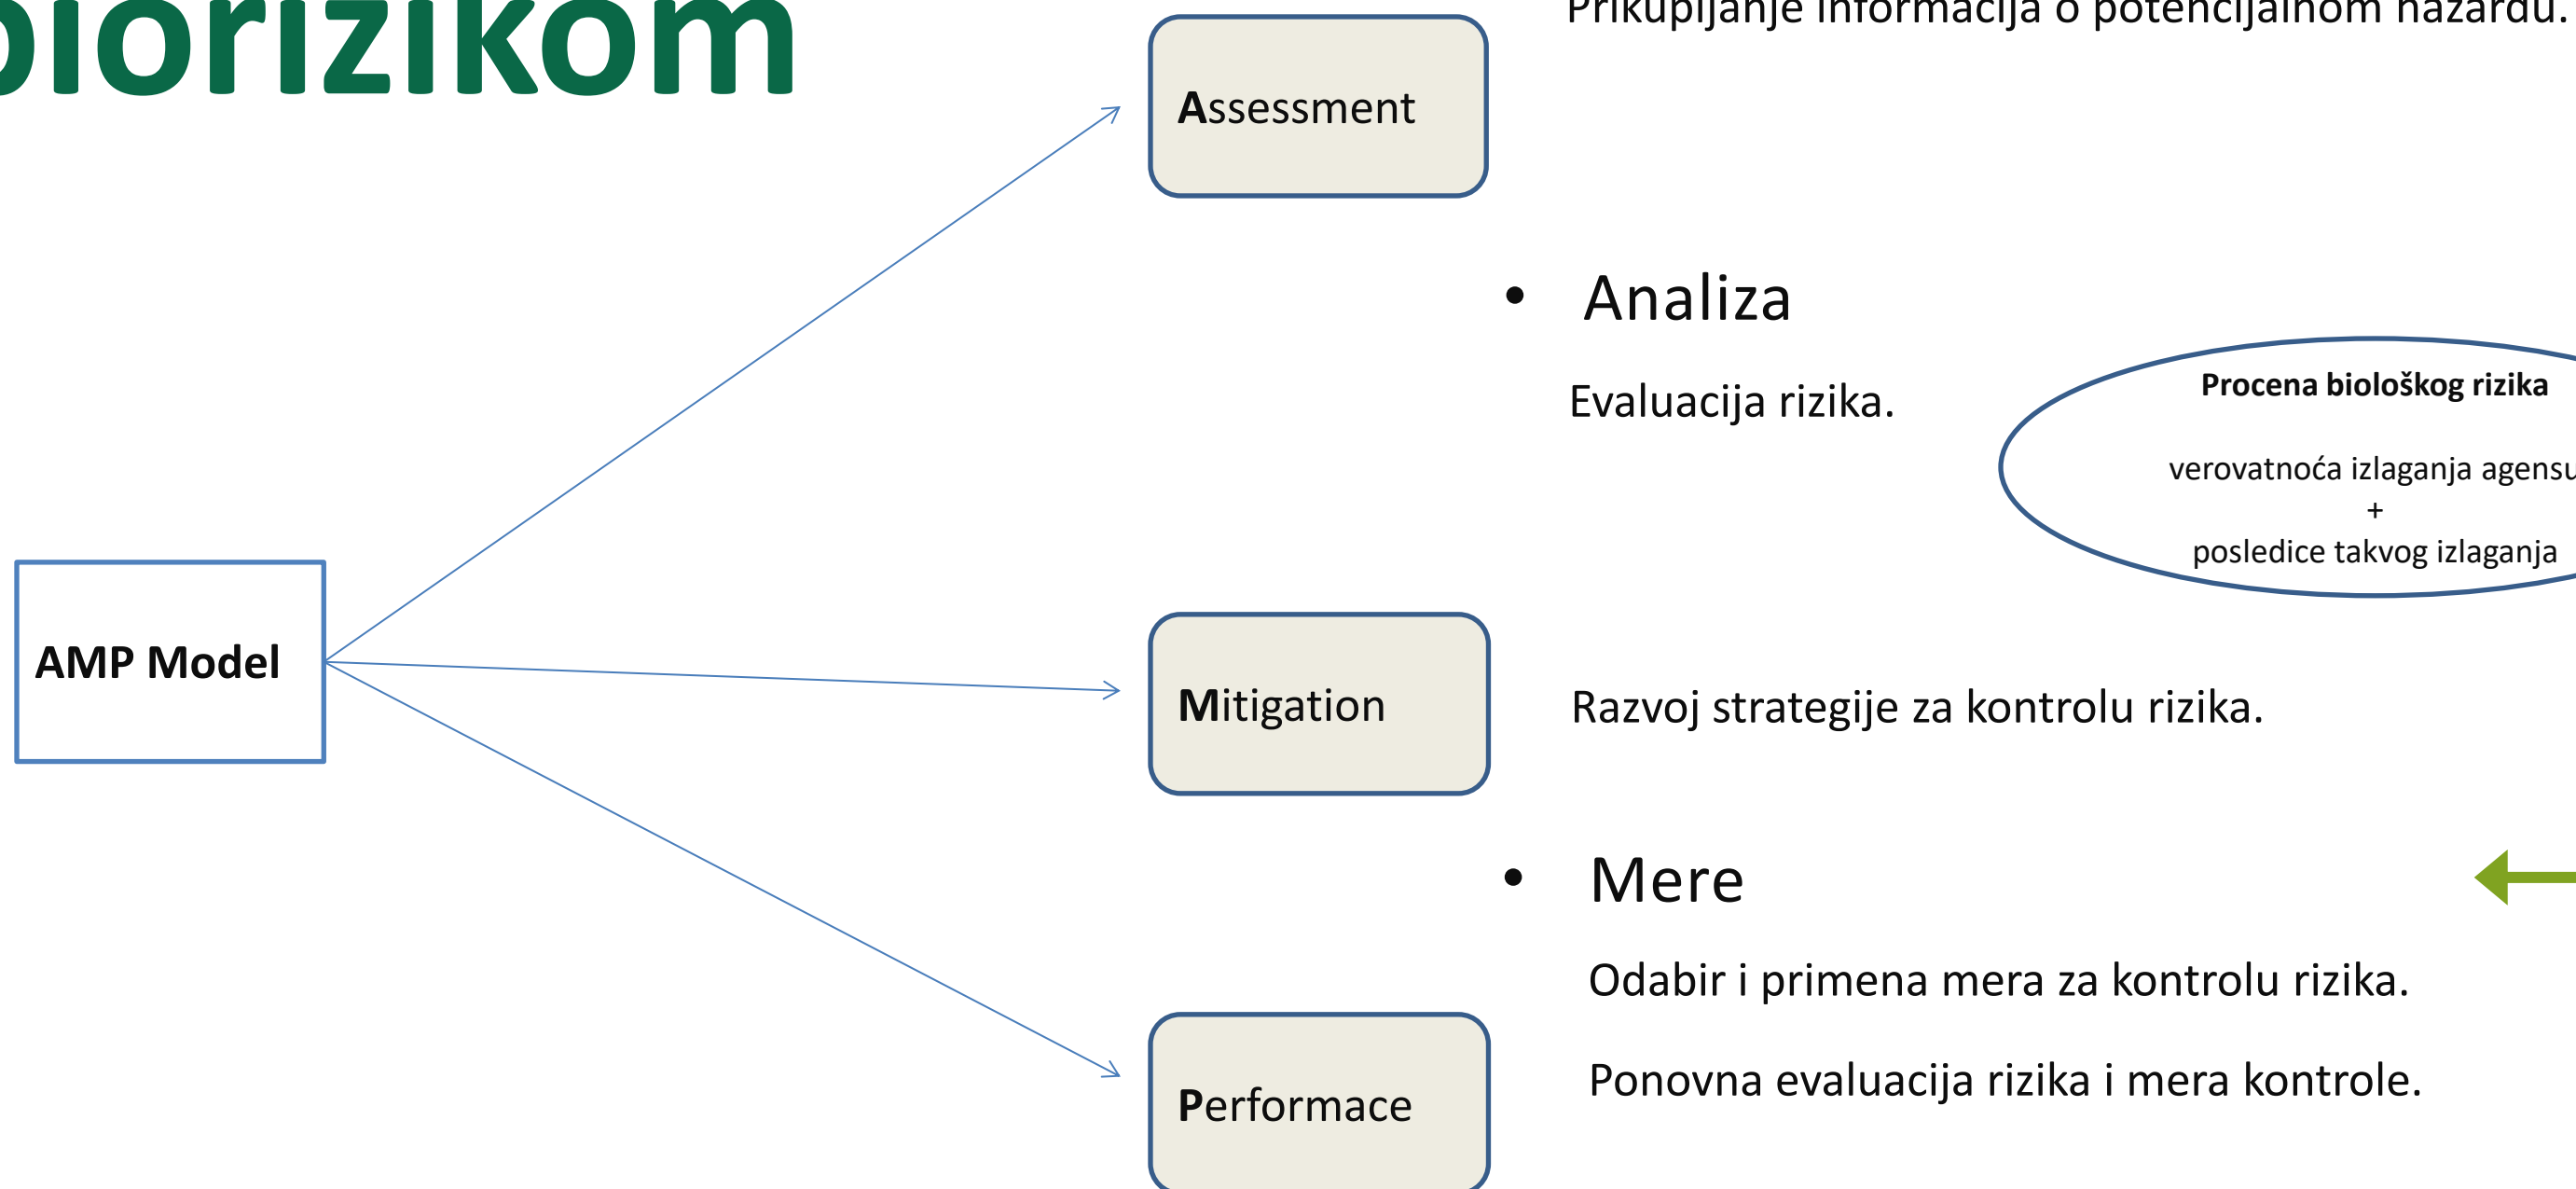 biorizikom
Prikupljanje informacija o potencijalnom hazardu.
Assessment
• Analiza
Evaluacija rizika.
Procena biološkog rizika
verovatnoća izlaganja agensu
+
posledice takvog izlaganja
AMP Model
Mitigation
Razvoj strategije za kontrolu rizika.
• Mere
Odabir i primena mera za kontrolu rizika.
Performace
Ponovna evaluacija rizika i mera kontrole.